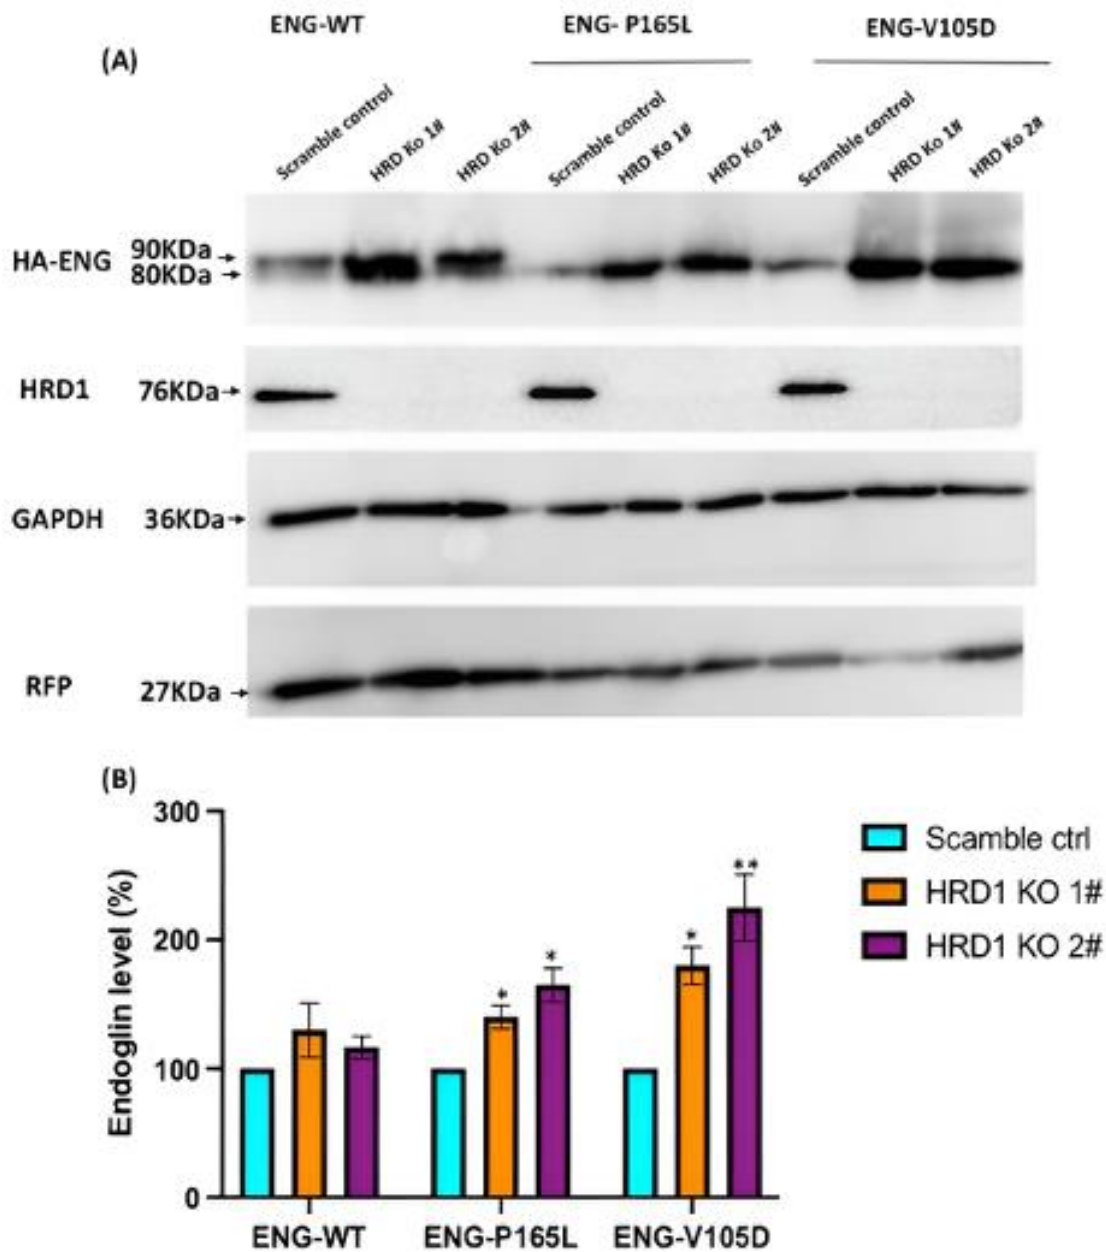 ENG-WT ENG- P165L ENG-V105D
(A)
Scramble control HRD Ko 1# HRD Ko 2# Scramble control HRD Ko 1# HRD Ko 2# Scramble control HRD Ko 1# HRD Ko 2#
HA-ENG 90KDa
80KDa
HRD1 76KDa
GAPDH 36KDa
RFP 27KDa
(B)
Endoglin level (%)
300
200
100
0
** 
* * *
ENG-WT ENG-P165L ENG-V105D
Scamble ctrl
HRD1 KO 1#
HRD1 KO 2#